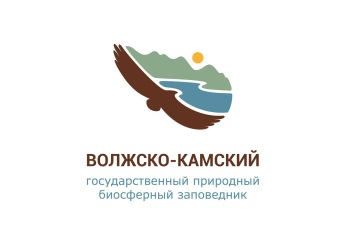 ВОЛЖСКО-КАМСКИЙ
государственный природный
биосферный заповедник